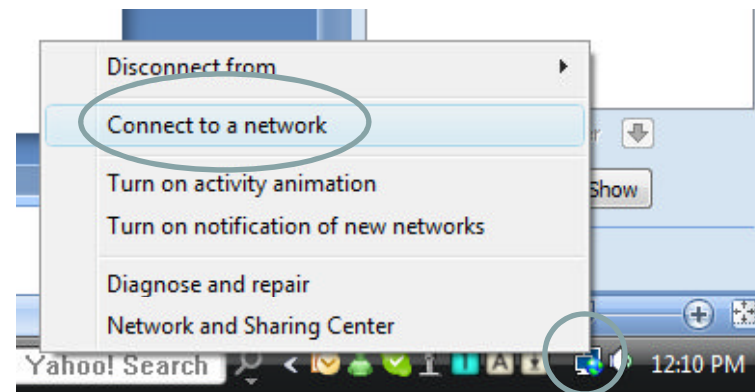 Disconnect from
Connect to a network
Turn on activity animation
Show
Turn on notification of new networks
Diagnose and repair
Network and Sharing Center
Yahoo! Search
12:10 PM